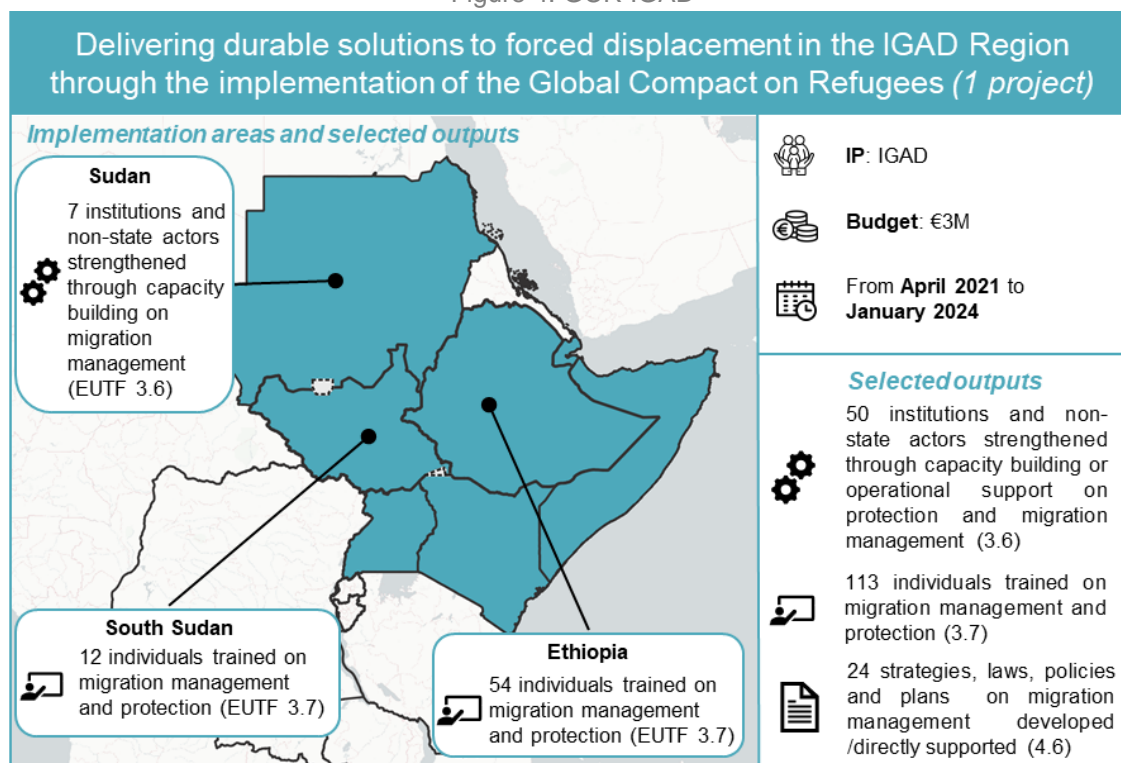 Figure 4: GCR IGAD
Delivering durable solutions to forced displacement in the IGAD Region
through the implementation of the Global Compact on Refugees (1 project)
Implementation areas and selected outputs
Sudan
7 institutions and
non-state actors
strengthened
through capacity
building on
migration
management
(EUTF 3.6)
South Sudan
12 individuals trained on
migration management
and protection (EUTF 3.7)
Ethiopia
54 individuals trained on
migration management
and protection (EUTF 3.7)
IP: IGAD
Budget: €3M
From April 2021 to
January 2024
Selected outputs
50 institutions and non-
state actors strengthened
through capacity building or
operational support on
protection and migration
management (3.6)
113 individuals trained on
migration management and
protection (3.7)
24 strategies, laws, policies
and plans on migration
management developed
/directly supported (4.6)